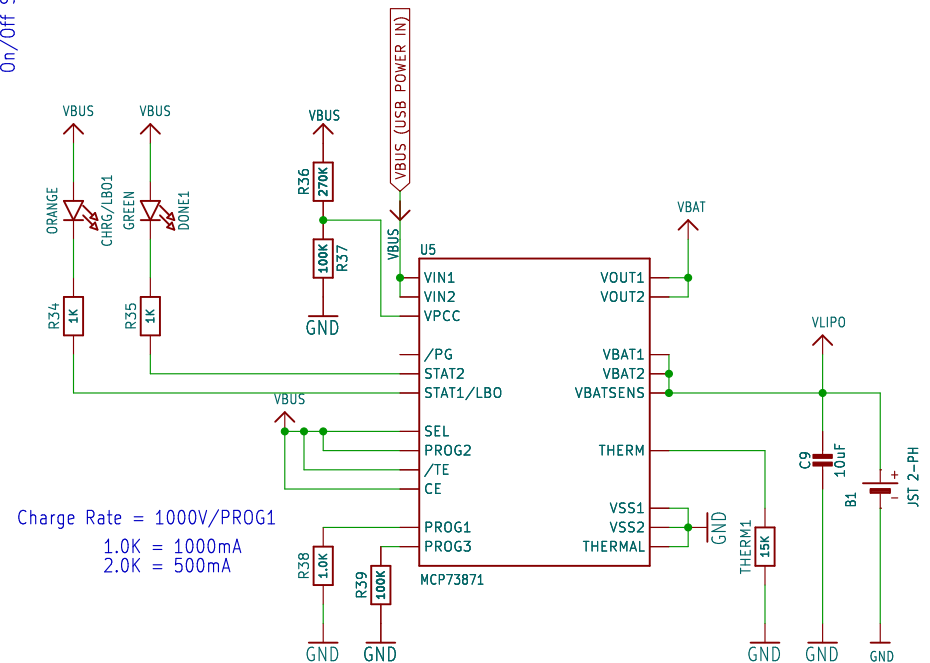 On/Off S
VBUS (USB POWER IN)
VBUS
VBUS
VBUS
R36
270K
ORANGE
CHRG/LBO1
GREEN
DONE1
VBUS
R37
100K
GND
VBAT
U5
VIN1
VIN2
VPCC
/PG
STAT2
STAT1/LBO
SEL
PROG2
/TE
CE
PROG1
PROG3
VOUT1
VOUT2
VBAT1
VBAT2
VBATSENS
THERM
VSS1
VSS2
THERMAL
MCP73871
R34
1K
R35
1K
VBUS
VLIPO
C9
10uF
B1
+
-
JST 2-PH
GND
THERM1
15K
Charge Rate = 1000V/PROG1
1.0K = 1000mA
2.0K = 500mA
R38
1.0K
R39
100K
GND
GND
GND
GND
GND